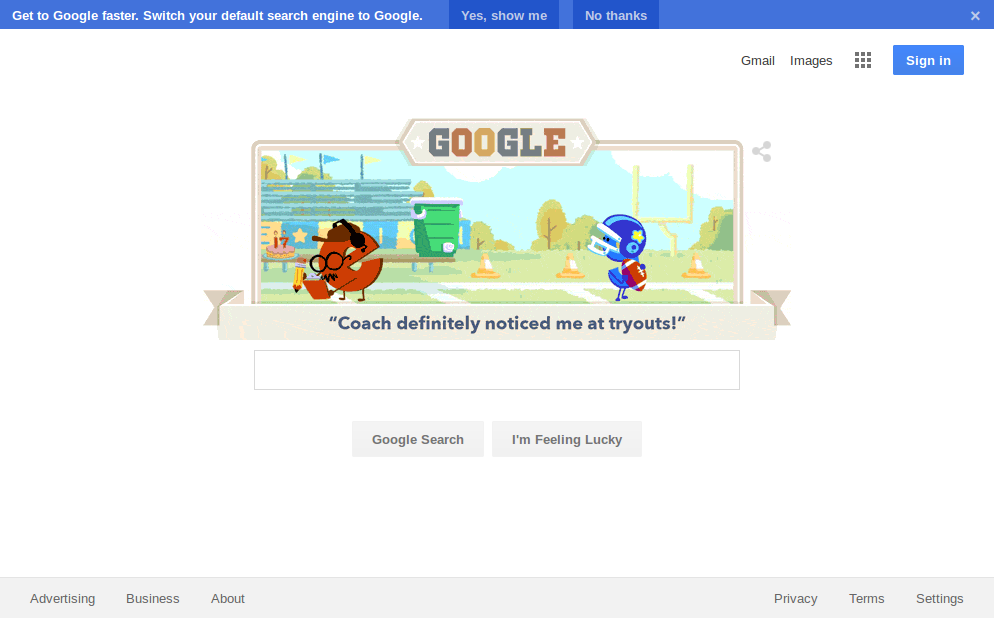 Get to Google faster. Switch your default search engine to Google. Yes, show me No thanks ×
Gmail Images Sign in
GOOGLE
17
“Coach definitely noticed me at tryouts!”
Google Search I'm Feeling Lucky
Advertising Business About Privacy Terms Settings